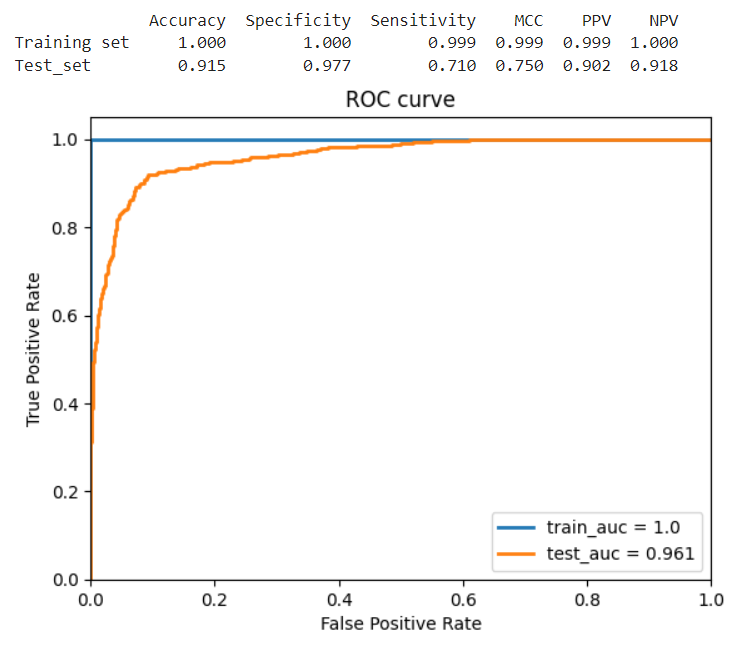 Accuracy Specificity Sensitivity MCC PPV NPV
Training set 1.000 1.000 0.999 0.999 0.999 1.000
Test_set 0.915 0.977 0.710 0.750 0.902 0.918
ROC curve
1.0
0.8
0.6
0.4
0.2
0.0
True Positive Rate
train_auc = 1.0
test_auc = 0.961
0.0 0.2 0.4 0.6 0.8 1.0
False Positive Rate